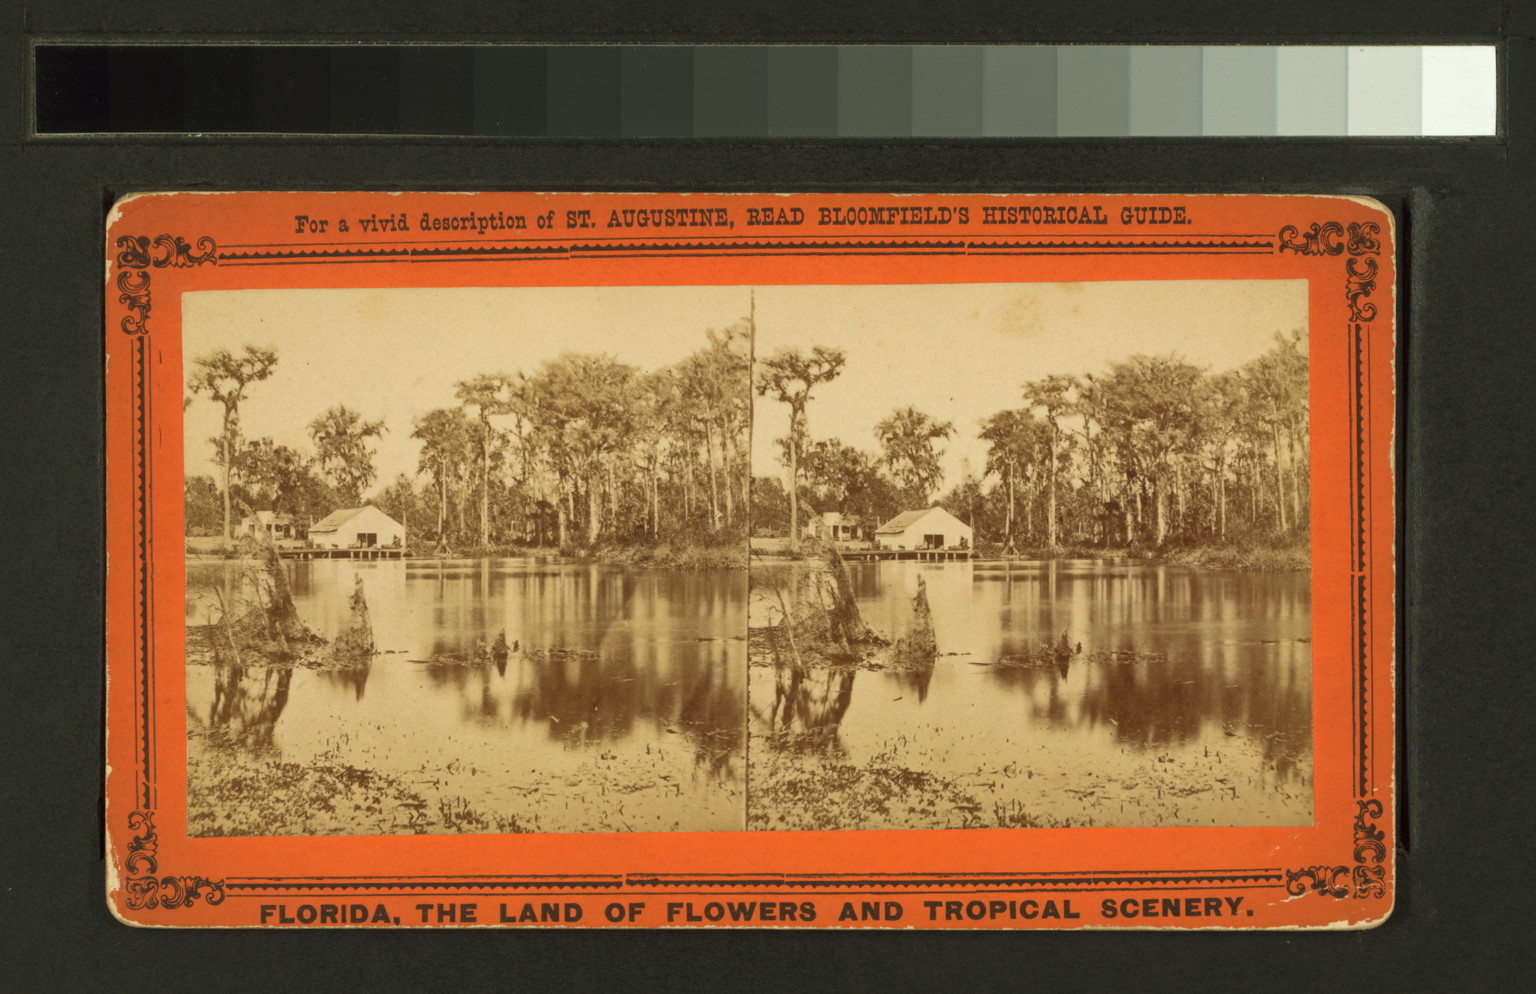 For a vivid description of ST. AUGUSTINE, READ BLOOMFIELD'S HISTORICAL GUIDE.
FLORIDA, THE LAND OF FLOWERS AND TROPICAL SCENERY.